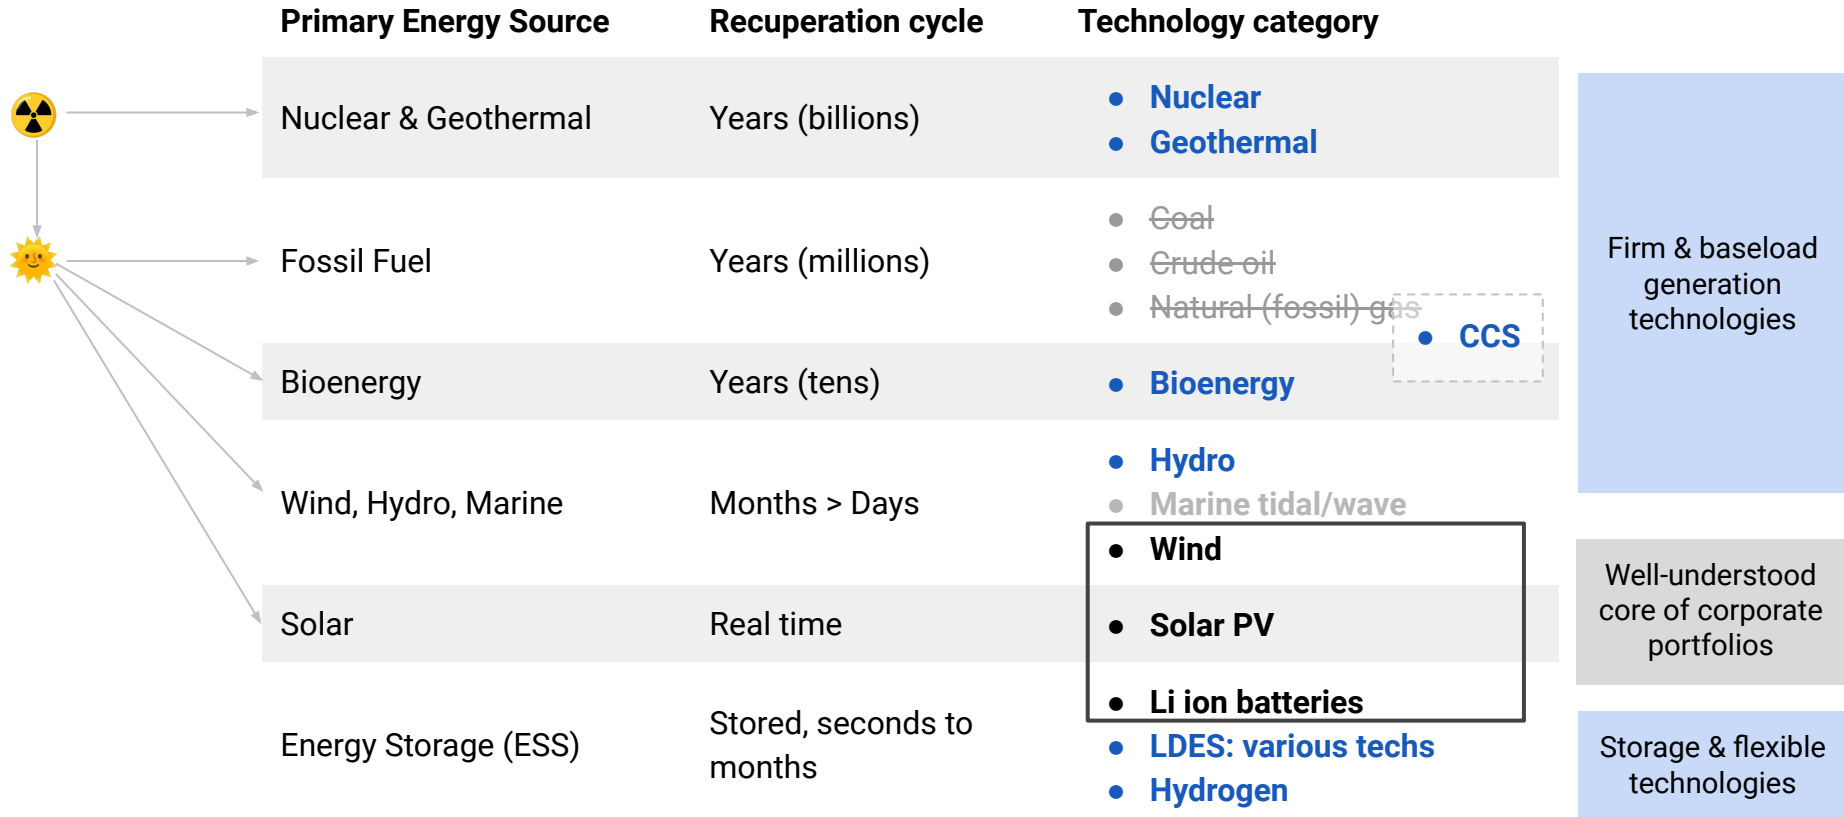 Primary Energy Source Recuperation cycle Technology category
Nuclear & Geothermal Years (billions)
● Nuclear
● Geothermal
Fossil Fuel Years (millions)
● Coal
● Crude oil
● Natural (fossil) gas
● CCS
Bioenergy Years (tens) ● Bioenergy
Wind, Hydro, Marine Months > Days
● Hydro
● Marine tidal/wave
● Wind
Solar Real time ● Solar PV
Energy Storage (ESS)
Stored, seconds to
months
● Li ion batteries
● LDES: various techs
● Hydrogen
Firm & baseload
generation
technologies
Well-understood
core of corporate
portfolios
Storage & flexible
technologies